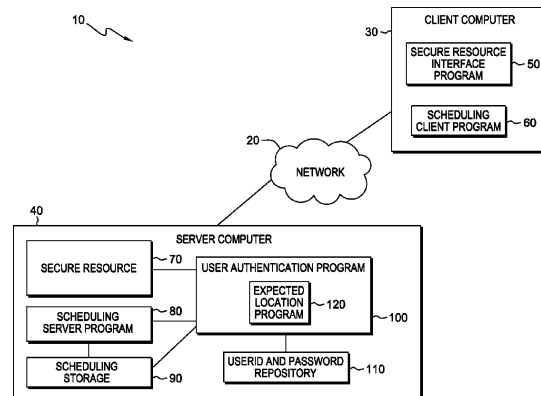 10
CLIENT COMPUTER
30
SECURE RESOURCE
INTERFACE
PROGRAM
50
SCHEDULING
CLIENT PROGRAM
60
20
NETWORK
40
SERVER COMPUTER
SECURE RESOURCE
70
USER AUTHENTICATION PROGRAM
EXPECTED
LOCATION
PROGRAM
120
100
SCHEDULING
SERVER PROGRAM
80
SCHEDULING
STORAGE
90
USERID AND PASSWORD
REPOSITORY
110